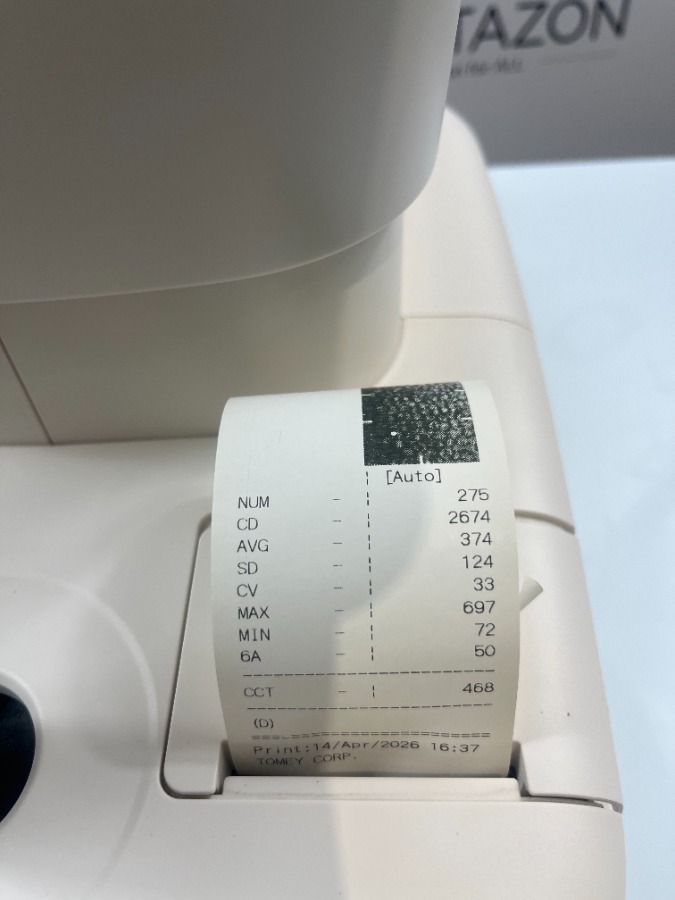 TAZON
[Auto]
NUM - 275
CD - 2674
AVG - 374
SD - 124
CV - 33
MAX - 697
MIN - 72
6A - 50
CCT - 468
(D)
Print:14/Apr/2026 16:37
TOMEY CORP.